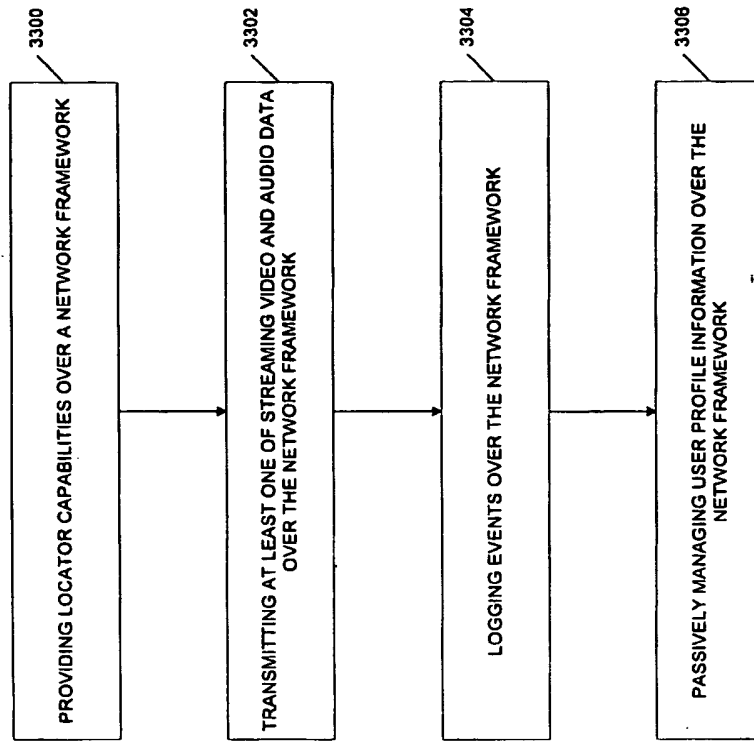 3300
PROVIDING LOCATOR CAPABILITIES OVER A NETWORK FRAMEWORK
3302
TRANSMITTING AT LEAST ONE OF STREAMING VIDEO AND AUDIO DATA
OVER THE NETWORK FRAMEWORK
3304
LOGGING EVENTS OVER THE NETWORK FRAMEWORK
3306
PASSIVELY MANAGING USER PROFILE INFORMATION OVER THE
NETWORK FRAMEWORK